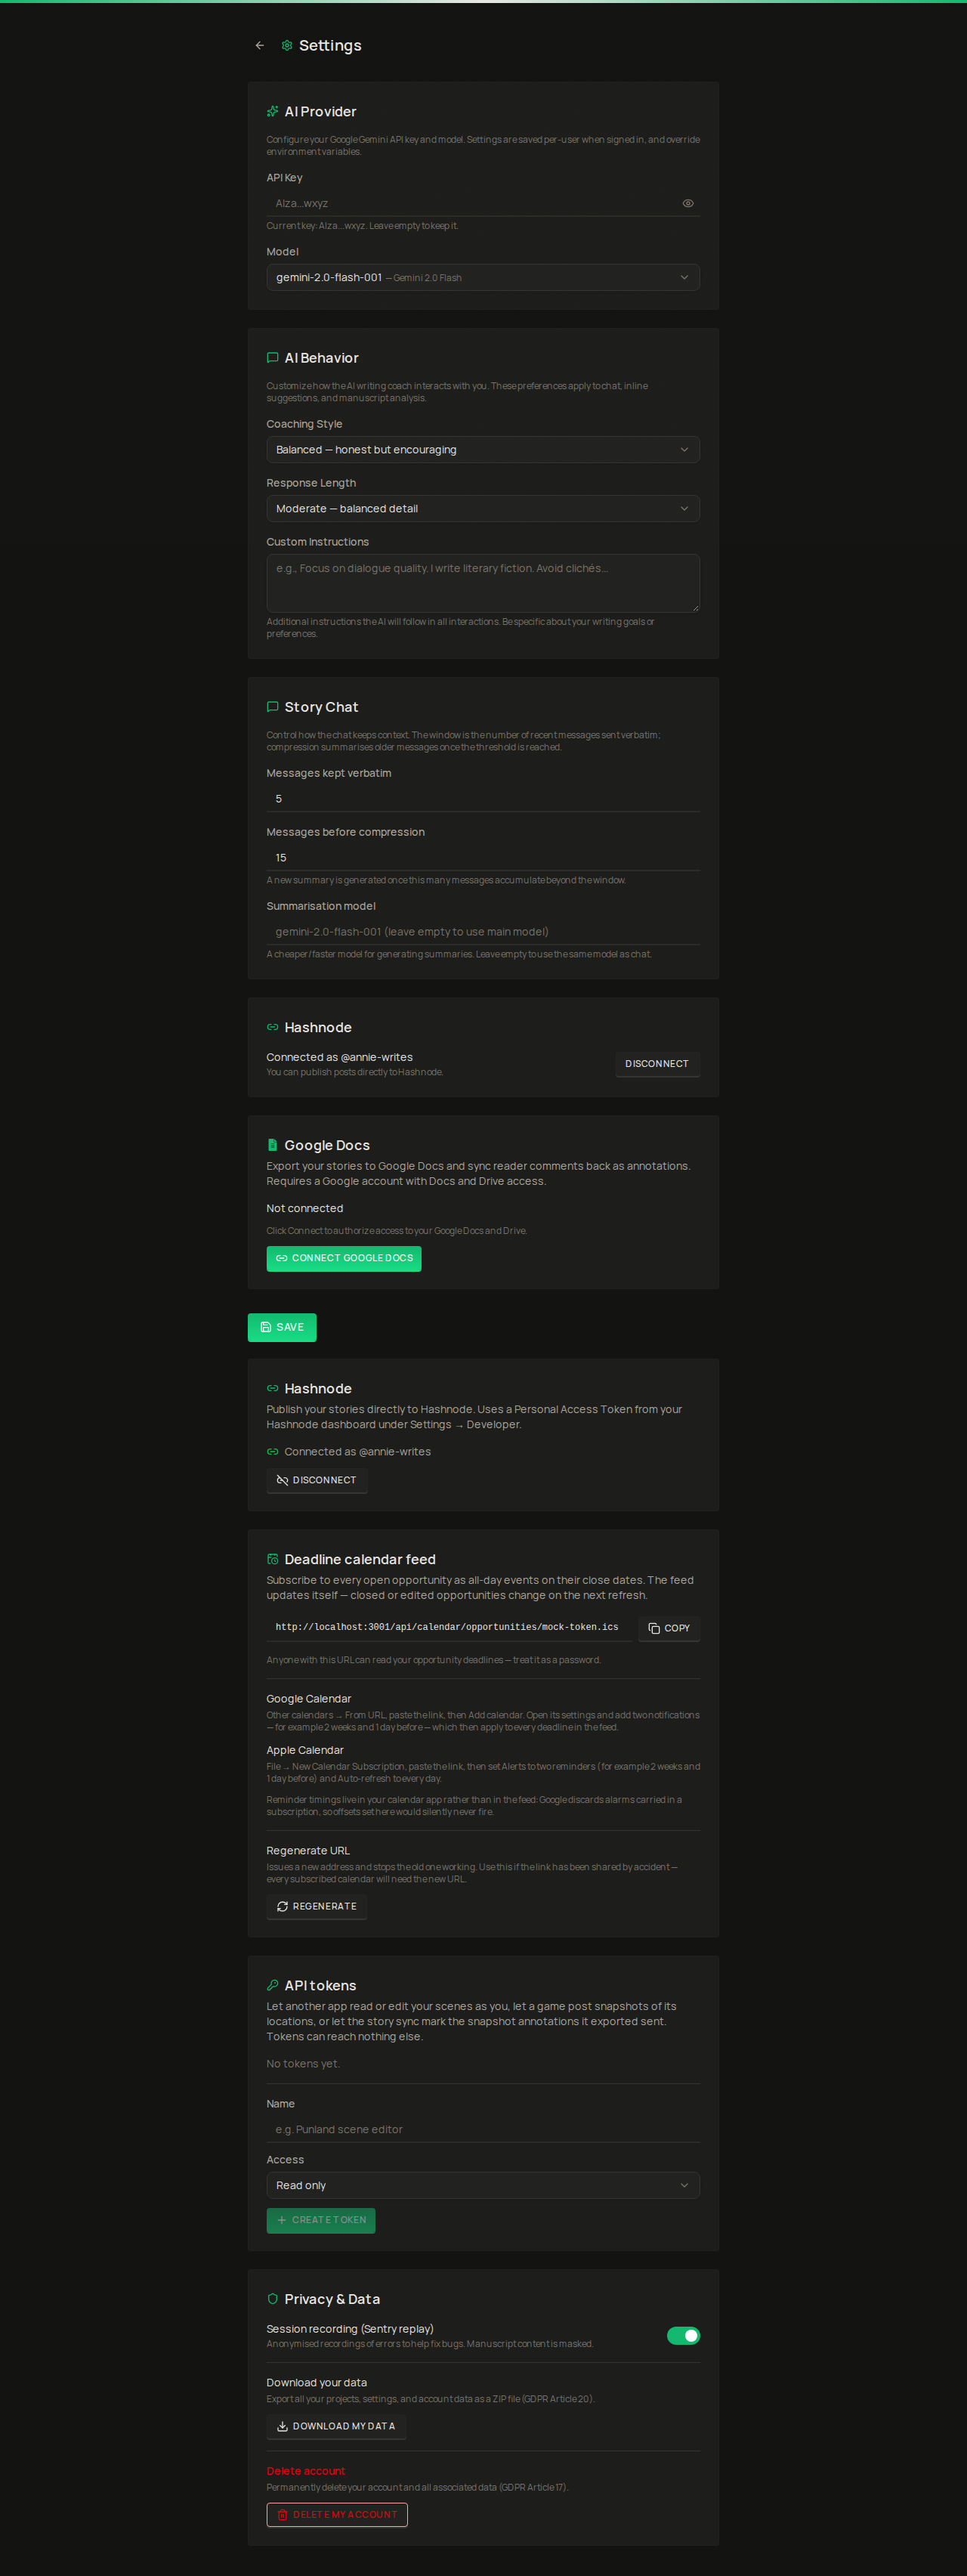 Settings
AI Provider
Configure your Google Gemini API key and model. Settings are saved per-user when signed in, and override
environment variables.
API Key
AIza...wxyz
Current key: AIza...wxyz. Leave empty to keep it.
Model
gemini-2.0-flash-001 — Gemini 2.0 Flash
AI Behavior
Customize how the AI writing coach interacts with you. These preferences apply to chat, inline
suggestions, and manuscript analysis.
Coaching Style
Balanced — honest but encouraging
Response Length
Moderate — balanced detail
Custom Instructions
e.g., Focus on dialogue quality. I write literary fiction. Avoid clichés...
Additional instructions the AI will follow in all interactions. Be specific about your writing goals or
preferences.
Story Chat
Control how the chat keeps context. The window is the number of recent messages sent verbatim;
compression summarises older messages once the threshold is reached.
Messages kept verbatim
5
Messages before compression
15
A new summary is generated once this many messages accumulate beyond the window.
Summarisation model
gemini-2.0-flash-001 (leave empty to use main model)
A cheaper/faster model for generating summaries. Leave empty to use the same model as chat.
Hashnode
Connected as @annie-writes
You can publish posts directly to Hashnode.
DISCONNECT
Google Docs
Export your stories to Google Docs and sync reader comments back as annotations.
Requires a Google account with Docs and Drive access.
Not connected
Click Connect to authorize access to your Google Docs and Drive.
CONNECT GOOGLE DOCS
SAVE
Hashnode
Publish your stories directly to Hashnode. Uses a Personal Access Token from your
Hashnode dashboard under Settings → Developer.
Connected as @annie-writes
DISCONNECT
Deadline calendar feed
Subscribe to every open opportunity as all-day events on their close dates. The feed
updates itself — closed or edited opportunities change on the next refresh.
http://localhost:3001/api/calendar/opportunities/mock-token.ics
COPY
Anyone with this URL can read your opportunity deadlines — treat it as a password.
Google Calendar
Other calendars → From URL, paste the link, then Add calendar. Open its settings and add two notifications
— for example 2 weeks and 1 day before — which then apply to every deadline in the feed.
Apple Calendar
File → New Calendar Subscription, paste the link, then set Alerts to two reminders (for example 2 weeks and
1 day before) and Auto-refresh to every day.
Reminder timings live in your calendar app rather than in the feed: Google discards alarms carried in a
subscription, so offsets set here would silently never fire.
Regenerate URL
Issues a new address and stops the old one working. Use this if the link has been shared by accident —
every subscribed calendar will need the new URL.
REGENERATE
API tokens
Let another app read or edit your scenes as you, let a game post snapshots of its
locations, or let the story sync mark the snapshot annotations it exported sent.
Tokens can reach nothing else.
No tokens yet.
Name
e.g. Punland scene editor
Access
Read only
CREATE TOKEN
Privacy & Data
Session recording (Sentry replay)
Anonymised recordings of errors to help fix bugs. Manuscript content is masked.
Download your data
Export all your projects, settings, and account data as a ZIP file (GDPR Article 20).
DOWNLOAD MY DATA
Delete account
Permanently delete your account and all associated data (GDPR Article 17).
DELETE MY ACCOUNT